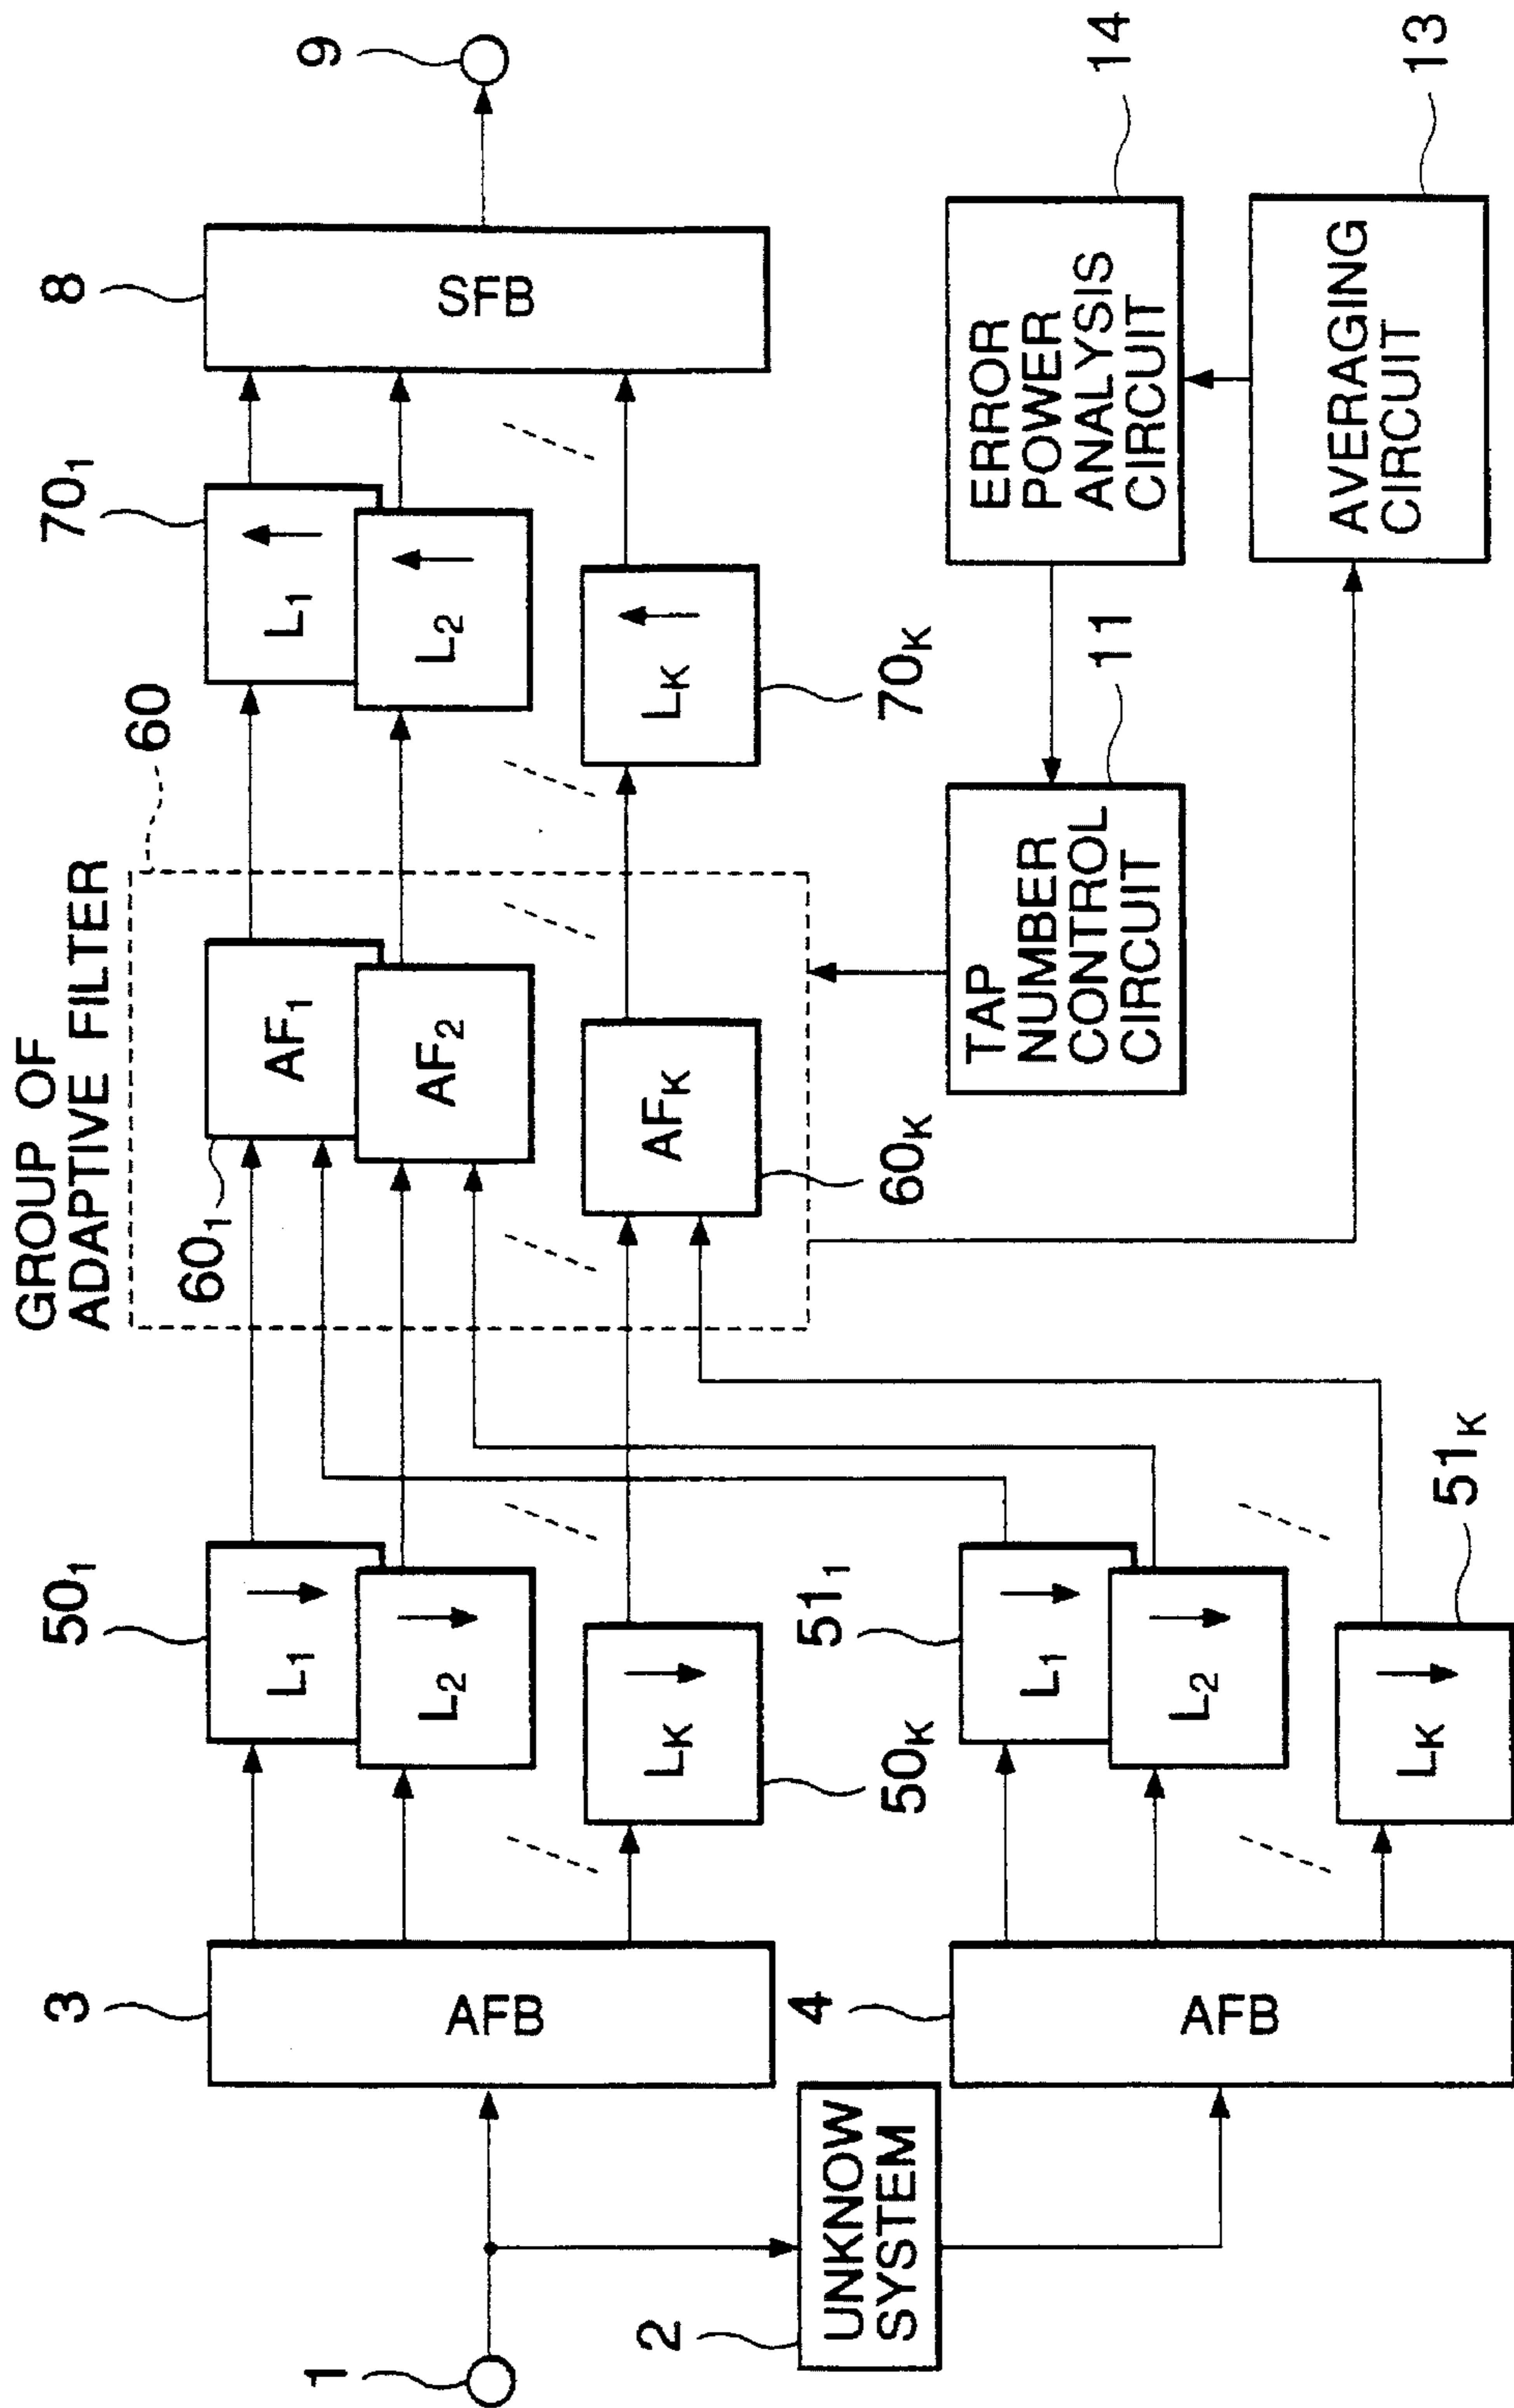 GROUP OF
ADAPTIVE FILTER
60
1
2
UNKNOW
SYSTEM
3
AFB
4
AFB
50₁
L₁
L₂
L_K
50_K
51₁
L₁
L₂
L_K
51_K
60₁
AF₁
AF₂
AF_K
60_K
70₁
L₁
L₂
L_K
70_K
8
SFB
9
TAP
NUMBER
CONTROL
CIRCUIT
11
ERROR
POWER
ANALYSIS
CIRCUIT
14
AVERAGING
CIRCUIT
13